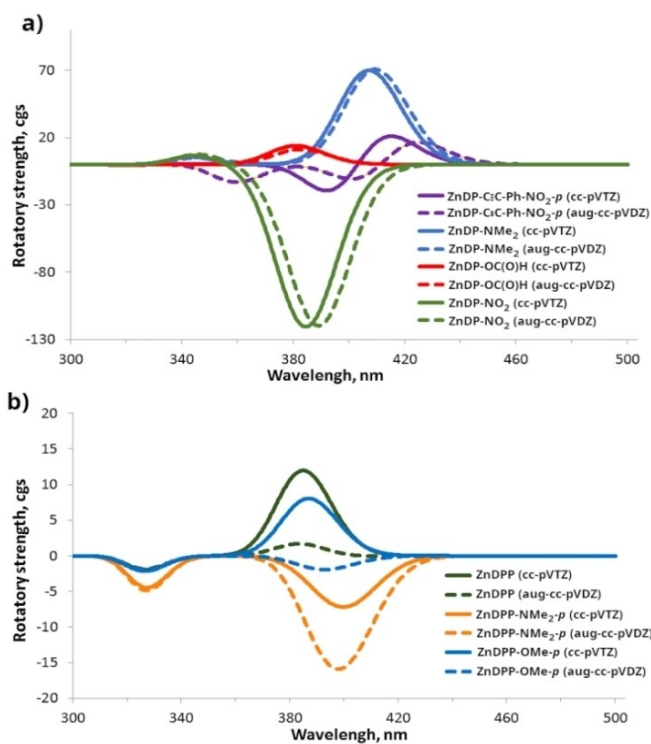 a)
Rotatory strength, cgs
70
20
-30
-80
-130
ZnDP-C≡C-Ph-NO₂-p (cc-pVTZ)
ZnDP-C≡C-Ph-NO₂-p (aug-cc-pVDZ)
ZnDP-NMe₂ (cc-pVTZ)
ZnDP-NMe₂ (aug-cc-pVDZ)
ZnDP-OC(O)H (cc-pVTZ)
ZnDP-OC(O)H (aug-cc-pVDZ)
ZnDP-NO₂ (cc-pVTZ)
ZnDP-NO₂ (aug-cc-pVDZ)
300 340 380 420 460 500
Wavelengh, nm
b)
Rotatory strength, cgs
20
15
10
5
0
-5
-10
-15
-20
ZnDPP (cc-pVTZ)
ZnDPP (aug-cc-pVDZ)
ZnDPP-NMe₂-p (cc-pVTZ)
ZnDPP-NMe₂-p (aug-cc-pVDZ)
ZnDPP-OMe-p (cc-pVTZ)
ZnDPP-OMe-p (aug-cc-pVDZ)
300 340 380 420 460 500
Wavelengh, nm